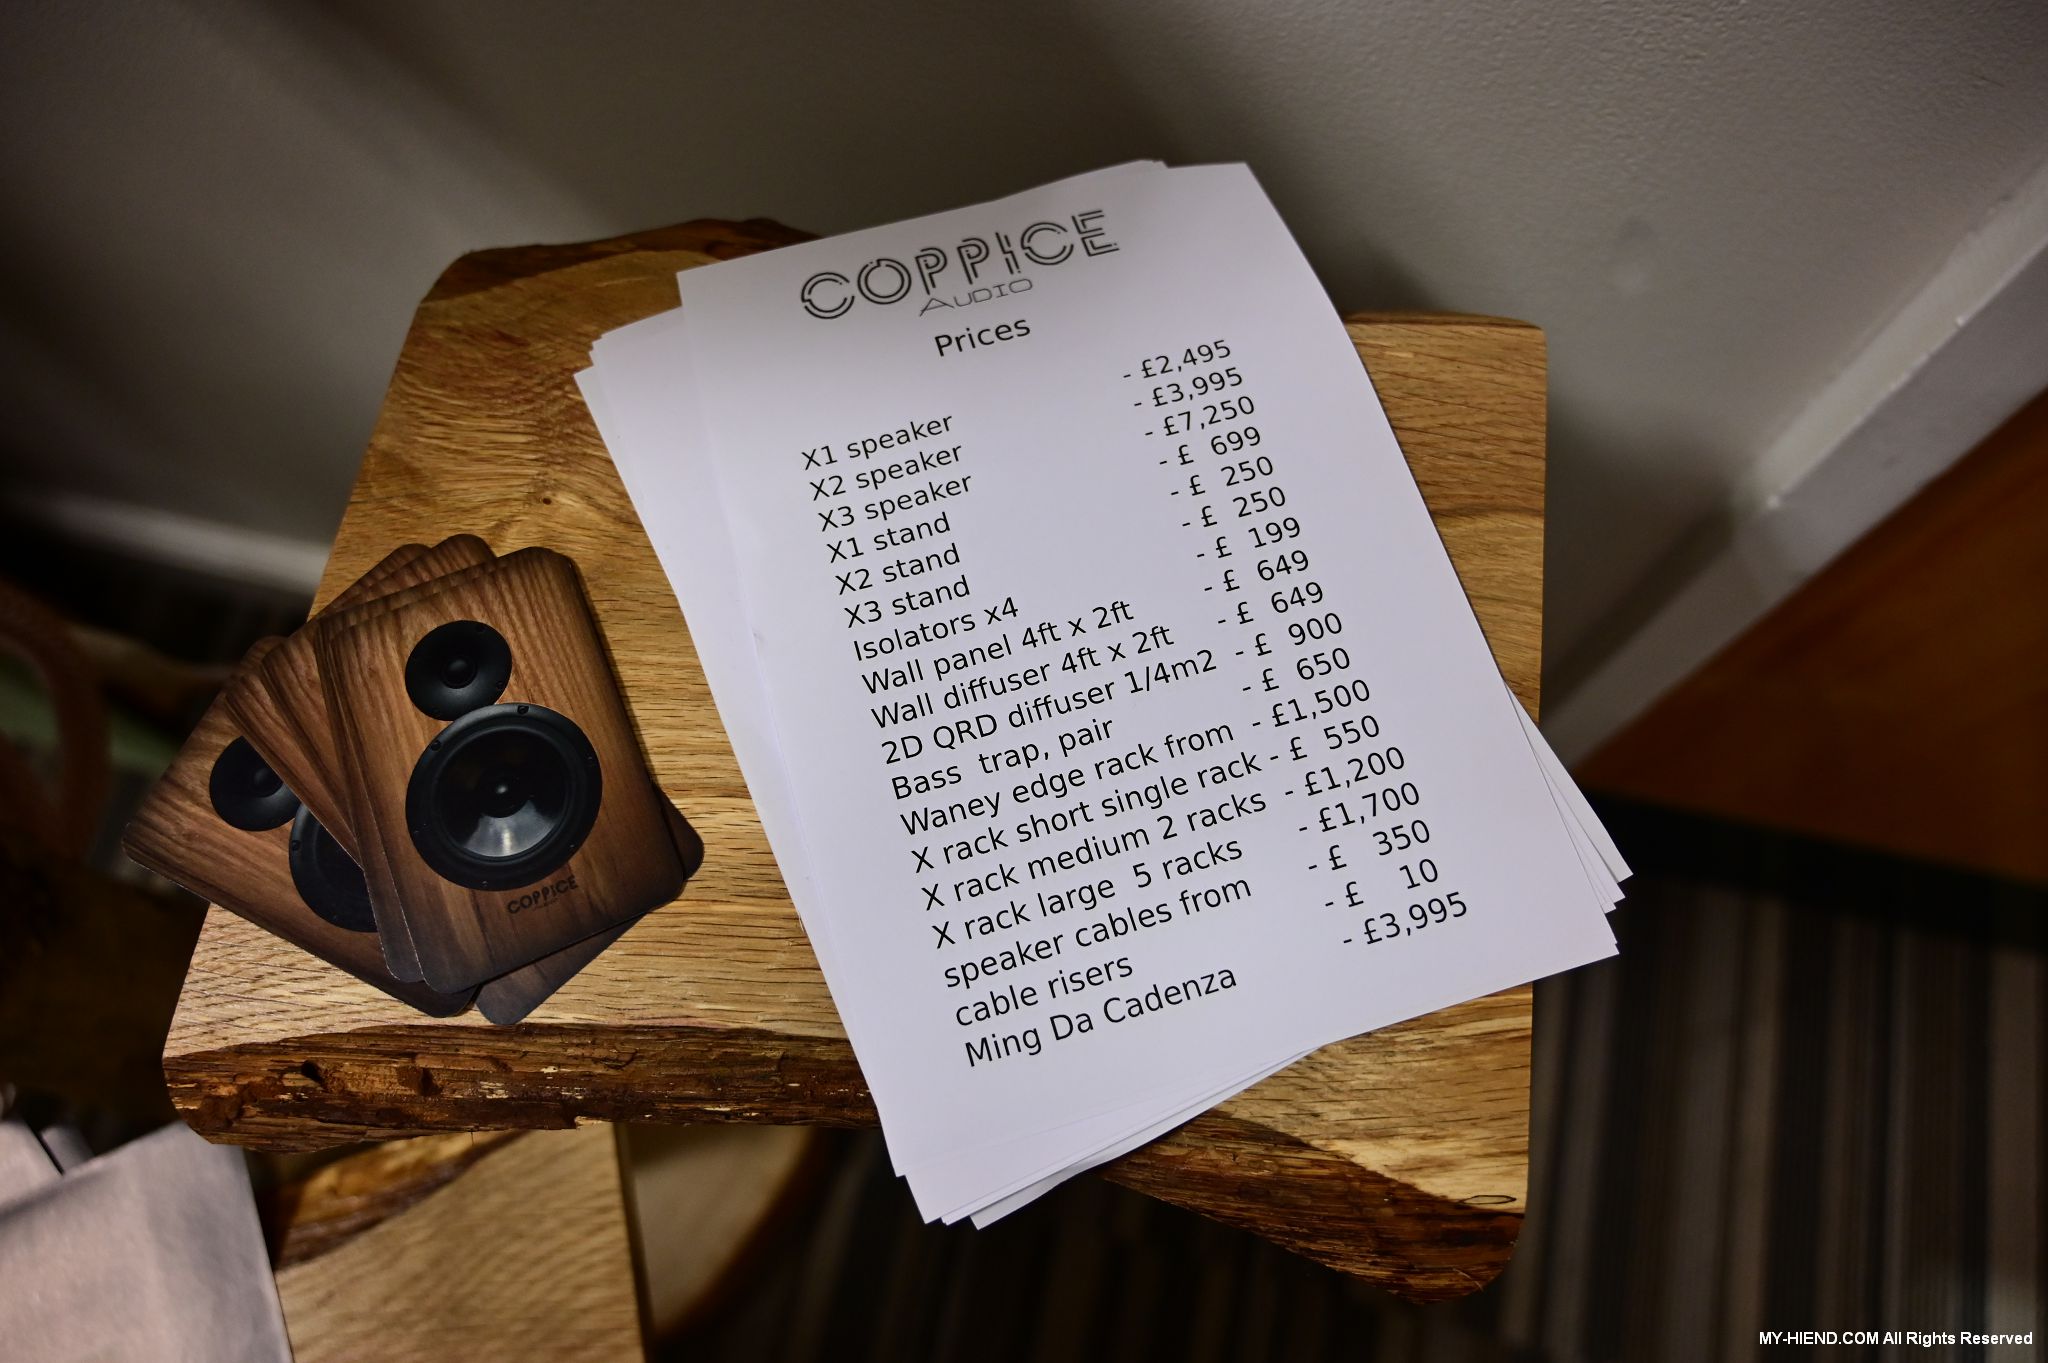 COPPICE
AUDIO
Prices
X1 speaker - £2,495
X2 speaker - £3,995
X3 speaker - £7,250
X1 stand - £ 699
X2 stand - £ 250
X3 stand - £ 250
Isolators x4 - £ 199
Wall panel 4ft x 2ft - £ 649
Wall diffuser 4ft x 2ft - £ 649
2D QRD diffuser 1/4m2 - £ 900
Bass trap, pair - £ 650
Waney edge rack from - £1,500
X rack short single rack - £ 550
X rack medium 2 racks - £1,200
X rack large 5 racks - £1,700
speaker cables from - £ 350
cable risers - £ 10
Ming Da Cadenza - £3,995
COPPICE
MY-HIEND.COM All Rights Reserved